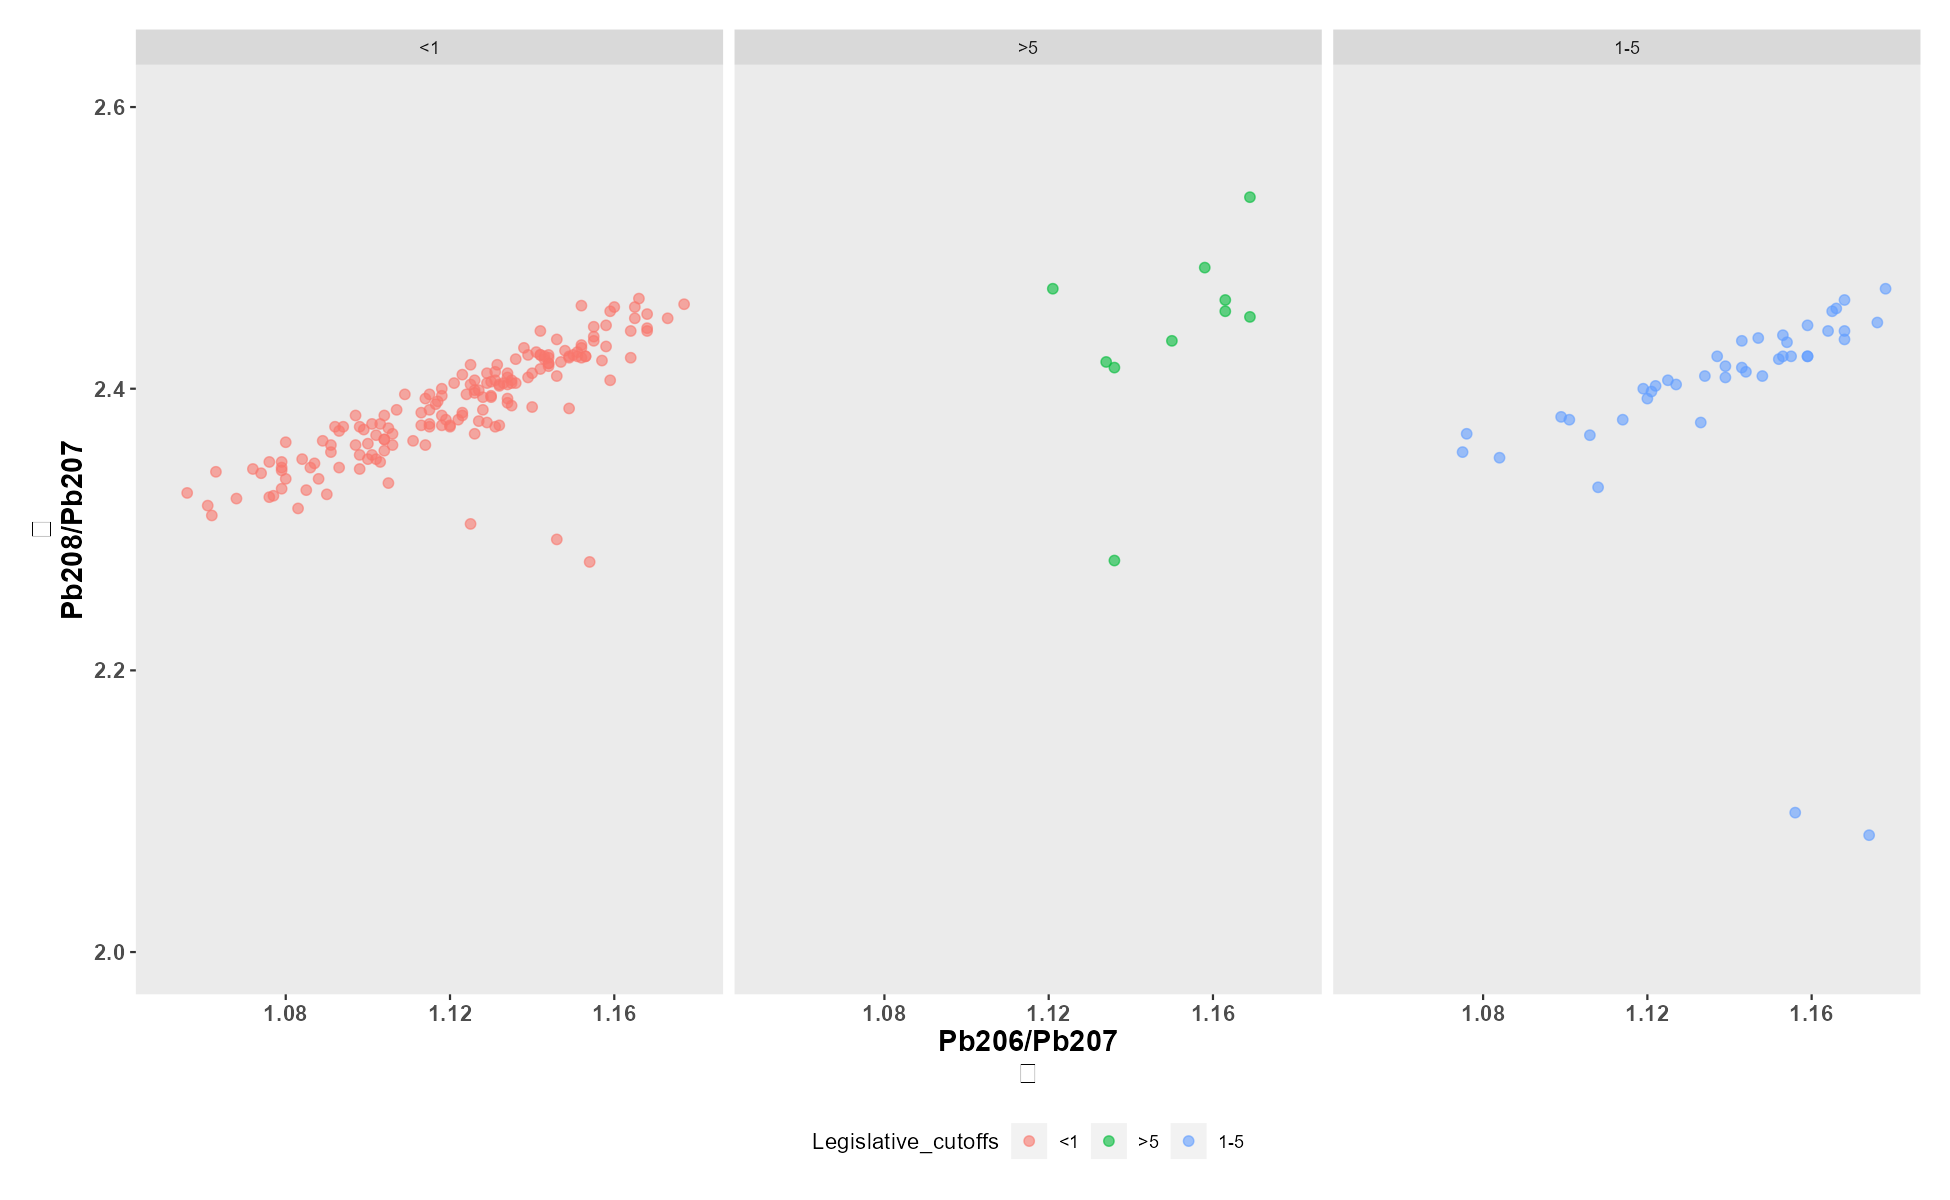 <1 >5 1-5
2.6
2.4
2.2
2.0
Pb208/Pb207
1.08 1.12 1.16 1.08 1.12 1.16 1.08 1.12 1.16
Pb206/Pb207
Legislative_cutoffs <1 >5 1-5